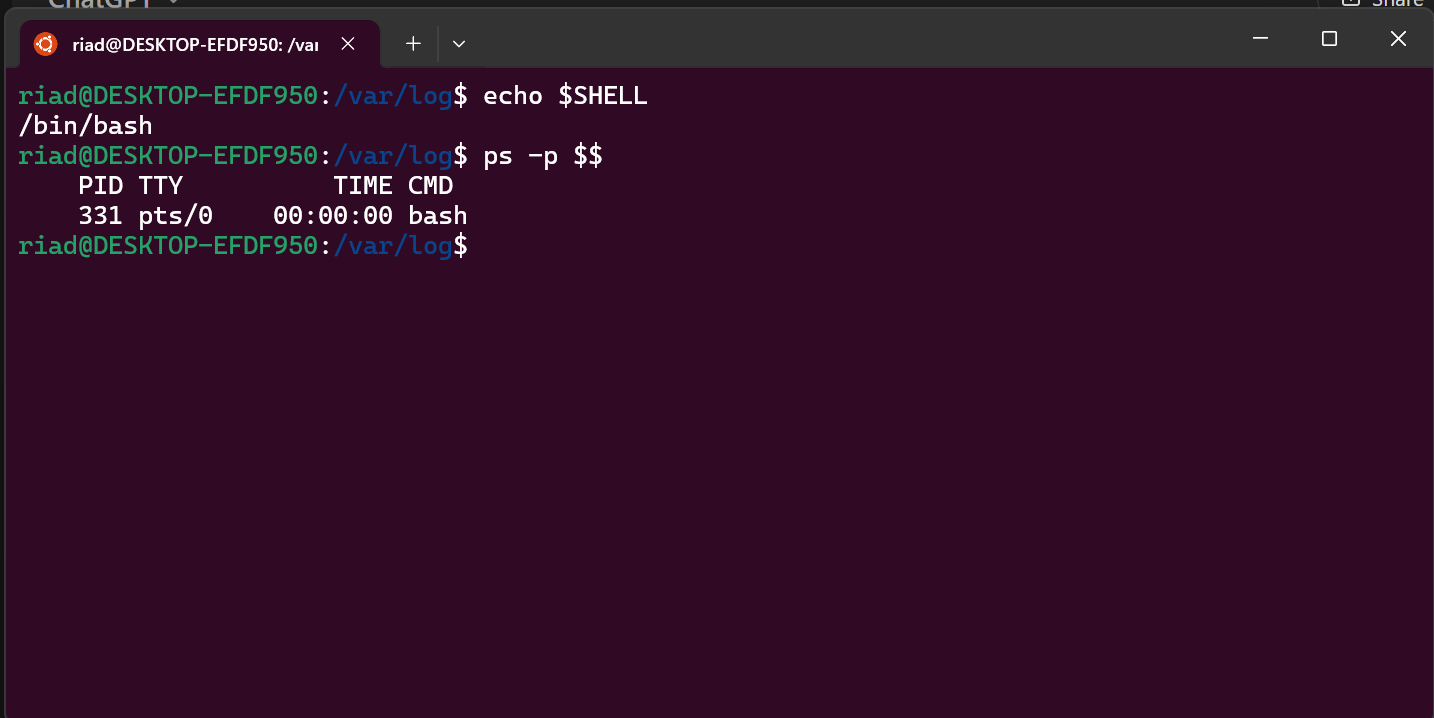 ChatGPT
Share
riad@DESKTOP-EFDF950: /var
riad@DESKTOP-EFDF950:/var/log$ echo $SHELL
/bin/bash
riad@DESKTOP-EFDF950:/var/log$ ps -p $$
    PID TTY          TIME CMD
    331 pts/0    00:00:00 bash
riad@DESKTOP-EFDF950:/var/log$